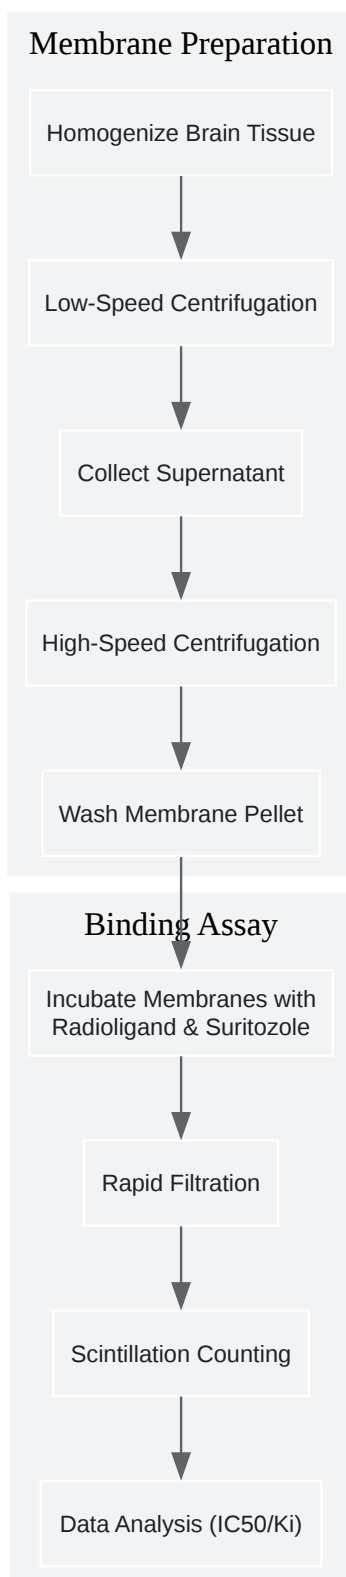 Membrane Preparation
Homogenize Brain Tissue
Low-Speed Centrifugation
Collect Supernatant
High-Speed Centrifugation
Wash Membrane Pellet
Binding Assay
Incubate Membranes with
Radioligand & Suritozole
Rapid Filtration
Scintillation Counting
Data Analysis (IC50/Ki)